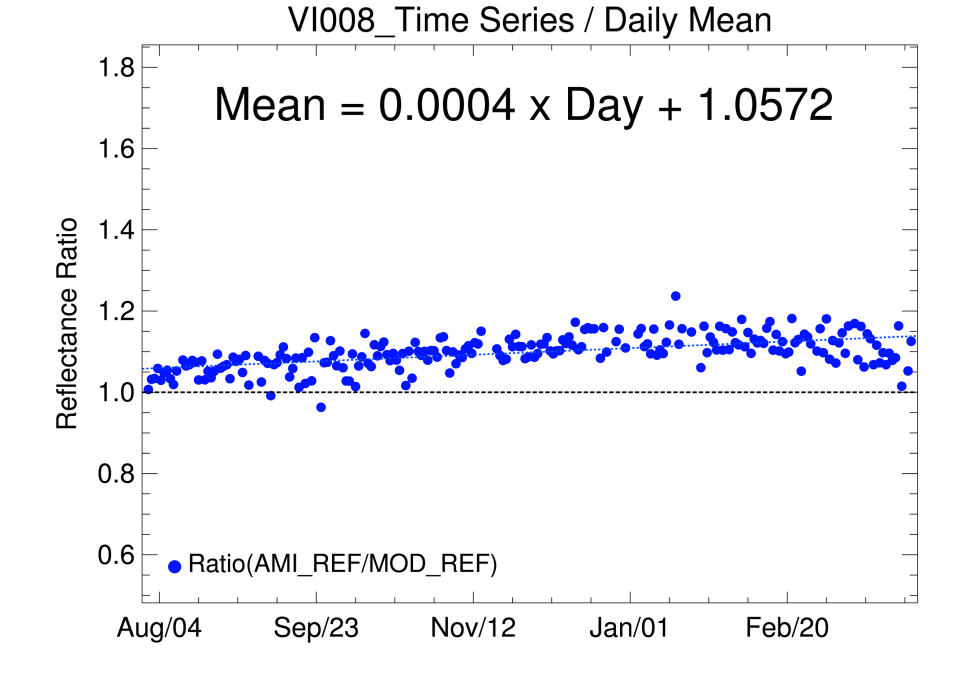 VI008_Time Series / Daily Mean
Mean = 0.0004 x Day + 1.0572
1.8
1.6
1.4
1.2
1.0
0.8
0.6
Reflectance Ratio
Ratio(AMI_REF/MOD_REF)
Aug/04 Sep/23 Nov/12 Jan/01 Feb/20